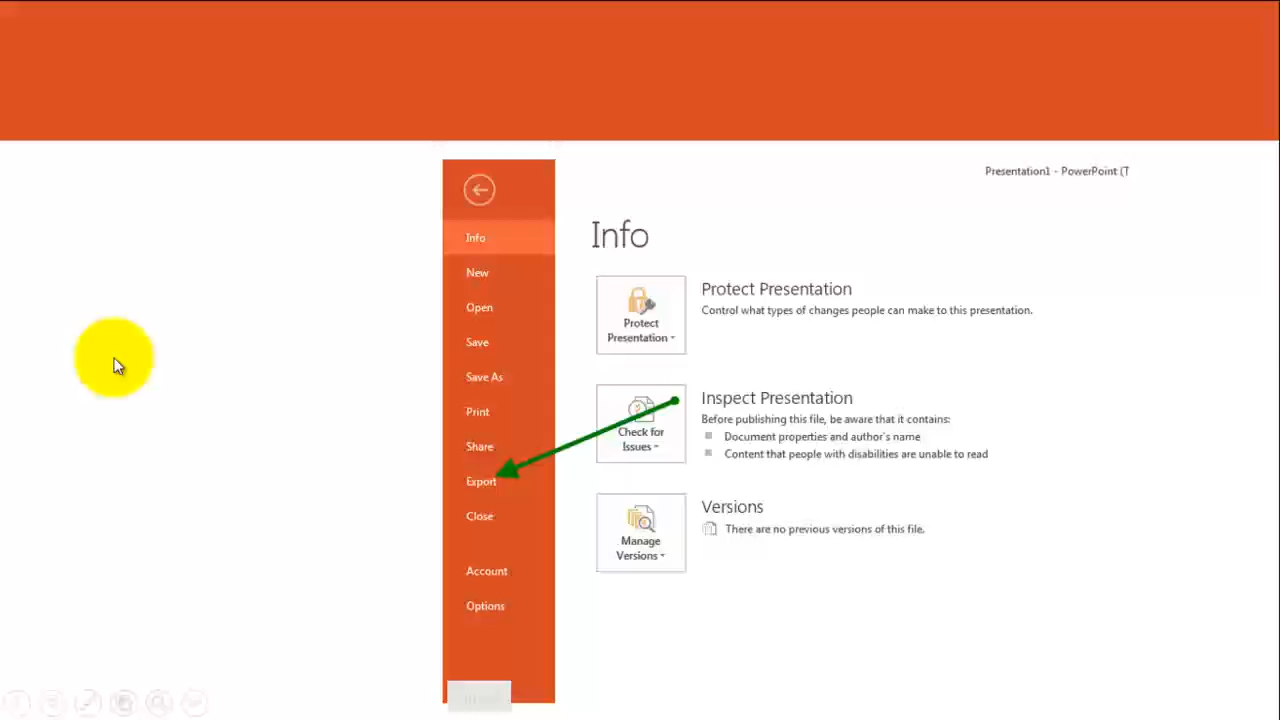 Presentation1 - PowerPoint (T
Info
New
Open
Save
Save As
Print
Share
Export
Close
Account
Options
Info
Protect
Presentation
Protect Presentation
Control what types of changes people can make to this presentation.
Check for
Issues
Inspect Presentation
Before publishing this file, be aware that it contains:
Document properties and author's name
Content that people with disabilities are unable to read
Manage
Versions
Versions
There are no previous versions of this file.